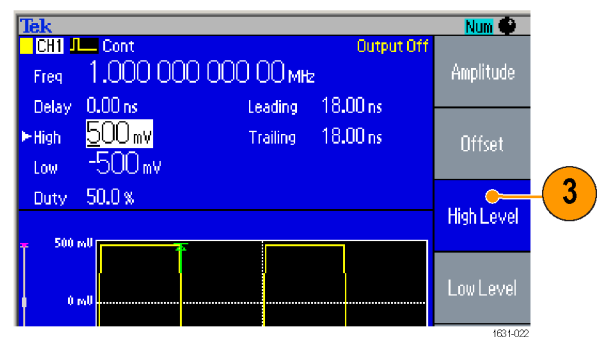 Tek Num
CH1 Cont Output Off
Freq 1.000 000 000 00 MHz
Delay 0.00 ns Leading 18.00 ns
High 500 mV Trailing 18.00 ns
Low -500 mV
Duty 50.0 %
500 mV
0 mV
Amplitude
Offset
High Level
Low Level
3
1631-022